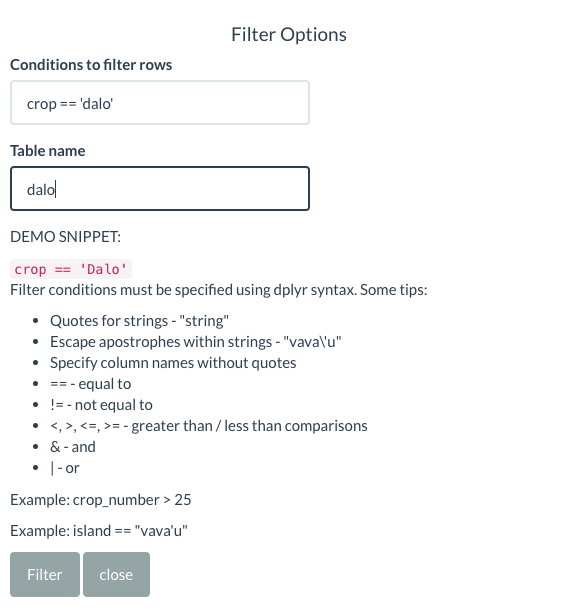 Filter Options
Conditions to filter rows
crop == 'dalo'
Table name
dalo
DEMO SNIPPET:
crop == 'Dalo'
Filter conditions must be specified using dplyr syntax. Some tips:
• Quotes for strings - "string"
• Escape apostrophes within strings - "vava\'u"
• Specify column names without quotes
• == - equal to
• != - not equal to
• <, >, <=, >= - greater than / less than comparisons
• & - and
• | - or
Example: crop_number > 25
Example: island == "vava'u"
Filter close